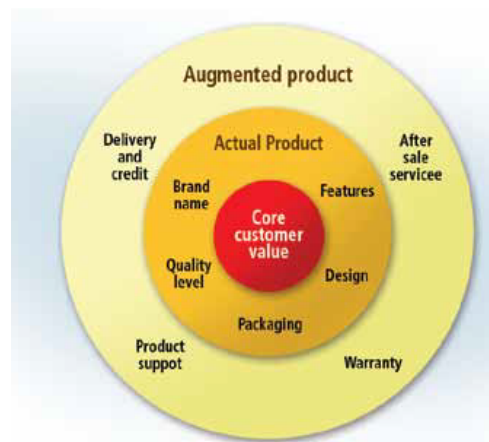 Augmented product
Delivery
and
credit
After
sale
servicee
Actual Product
Brand
name
Features
Core
customer
value
Quality
level
Design
Packaging
Product
suppot
Warranty